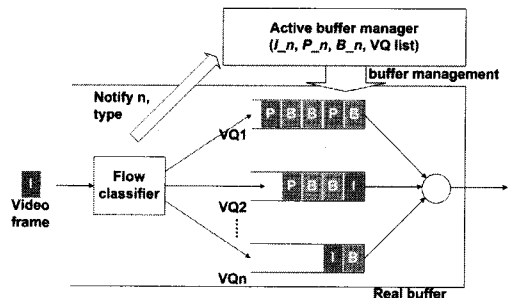 Active buffer manager
(I_n, P_n, B_n, VQ list)
buffer management
Notify n,
type
P B B P B
VQ1
I
Video
frame
Flow
classifier
P B B I
VQ2
I B
VQn
Real buffer